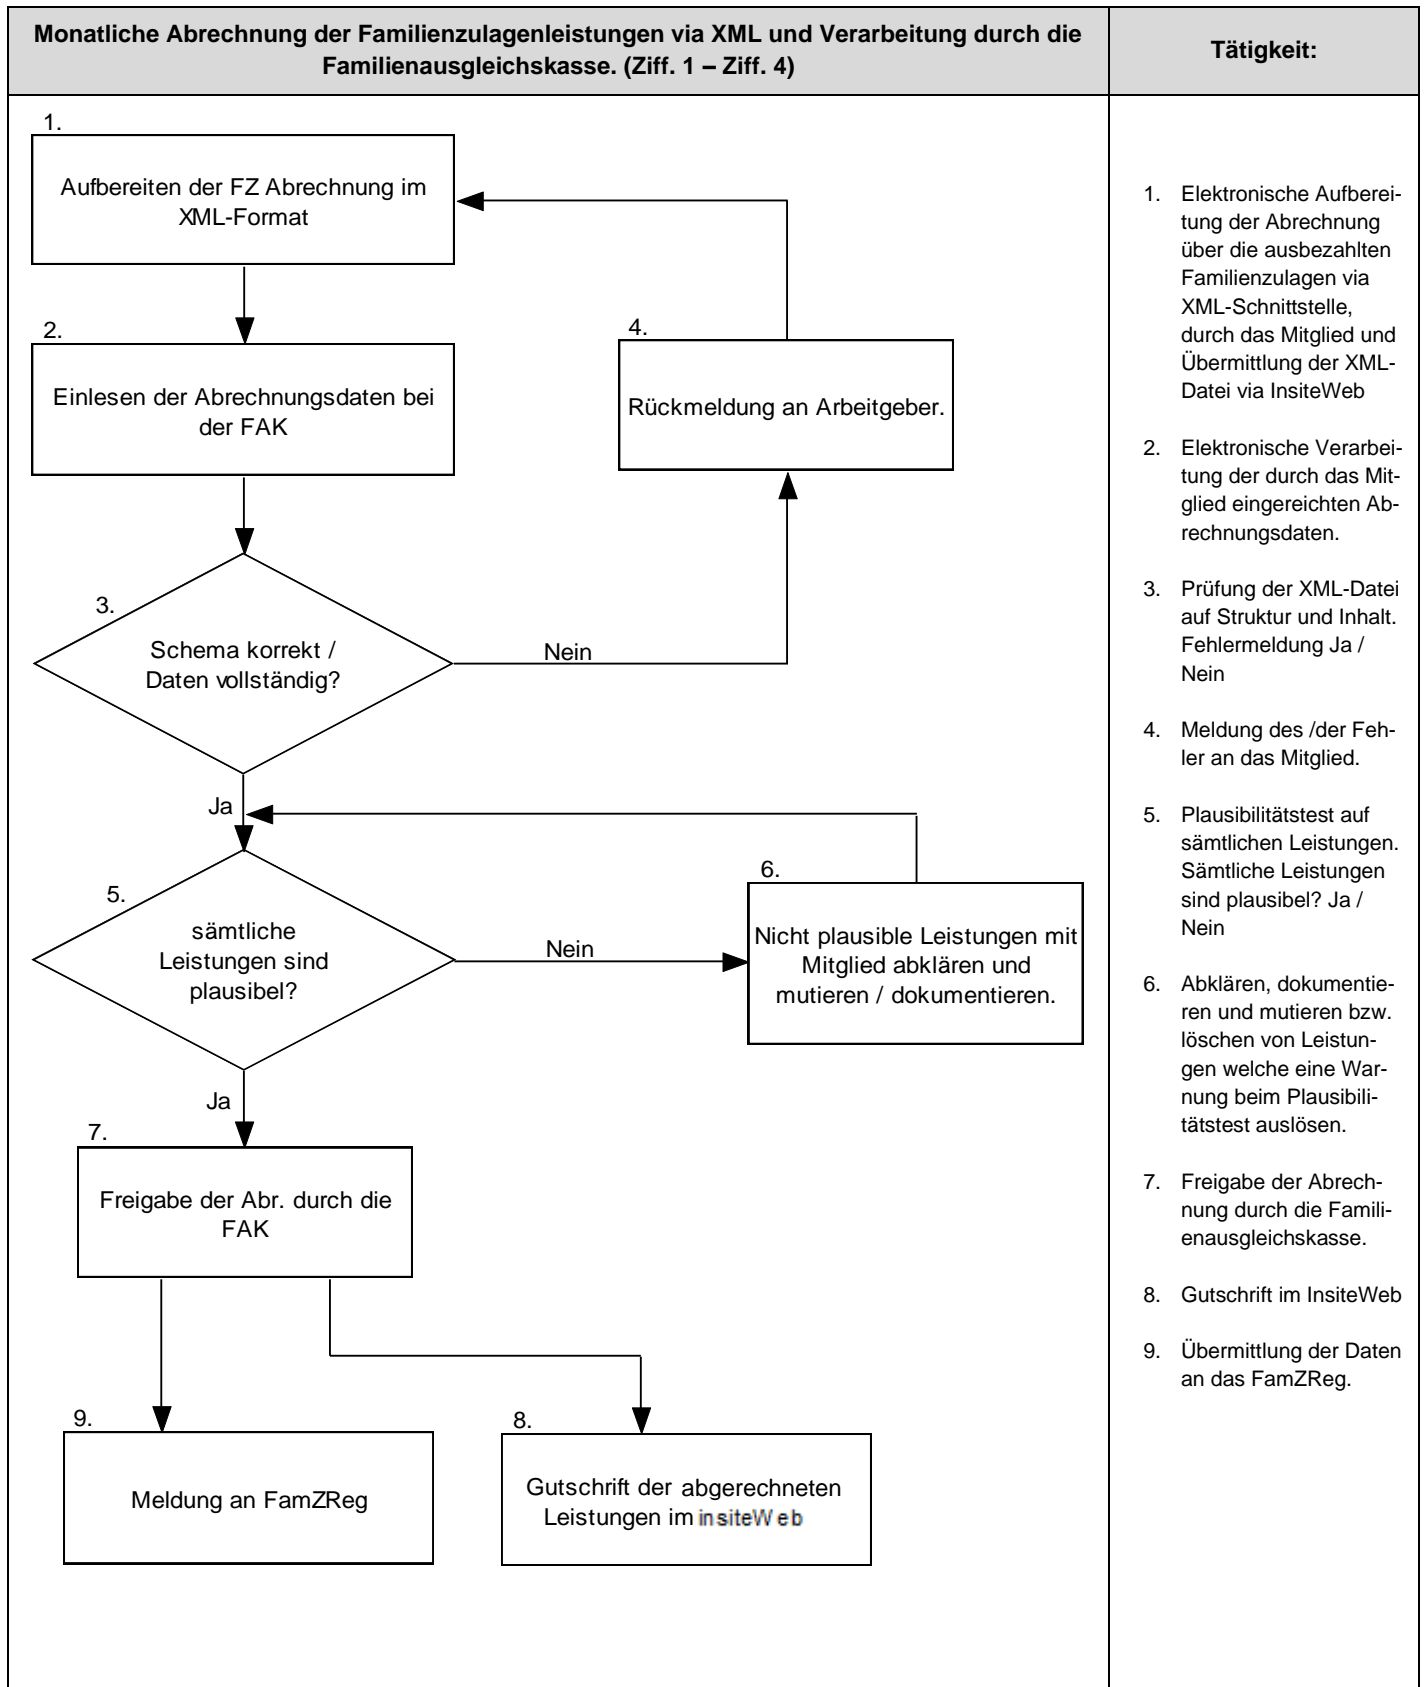 Monatliche Abrechnung der Familienzulagenleistungen via XML und Verarbeitung durch die
Familienausgleichskasse. (Ziff. 1 – Ziff. 4)
Tätigkeit:
1.
Aufbereiten der FZ Abrechnung im
XML-Format
2.
Einlesen der Abrechnungsdaten bei
der FAK
4.
Rückmeldung an Arbeitgeber.
3.
Schema korrekt /
Daten vollständig?
Nein
Ja
5.
sämtliche
Leistungen sind
plausibel?
Nein
6.
Nicht plausible Leistungen mit
Mitglied abklären und
mutieren / dokumentieren.
Ja
7.
Freigabe der Abr. durch die
FAK
9.
Meldung an FamZReg
8.
Gutschrift der abgerechneten
Leistungen im insiteWeb
1. Elektronische Aufberei-
tung der Abrechnung
über die ausbezahlten
Familienzulagen via
XML-Schnittstelle,
durch das Mitglied und
Übermittlung der XML-
Datei via InsiteWeb
2. Elektronische Verarbei-
tung der durch das Mit-
glied eingereichten Ab-
rechnungsdaten.
3. Prüfung der XML-Datei
auf Struktur und Inhalt.
Fehlermeldung Ja /
Nein
4. Meldung des /der Feh-
ler an das Mitglied.
5. Plausibilitätstest auf
sämtlichen Leistungen.
Sämtliche Leistungen
sind plausibel? Ja /
Nein
6. Abklären, dokumentie-
ren und mutieren bzw.
löschen von Leistun-
gen welche eine War-
nung beim Plausibili-
tätstest auslösen.
7. Freigabe der Abrech-
nung durch die Famili-
enausgleichskasse.
8. Gutschrift im InsiteWeb
9. Übermittlung der Daten
an das FamZReg.